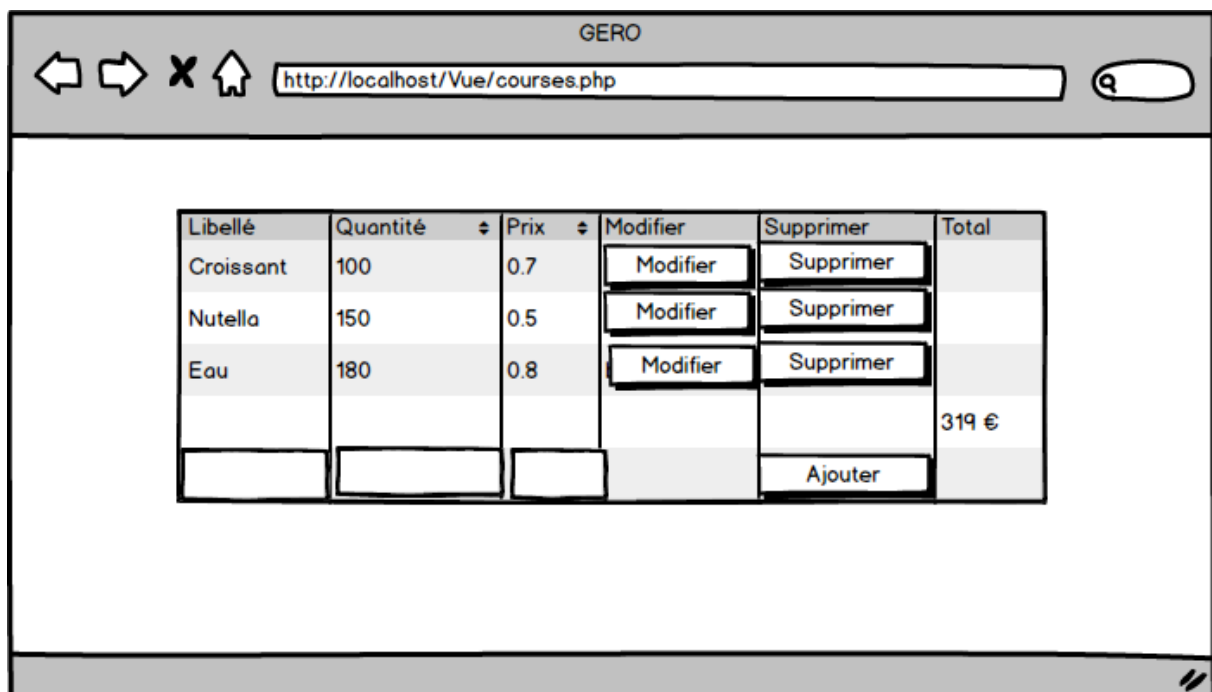 GERO
http://localhost/Vue/courses.php
Libellé Quantité Prix Modifier Supprimer Total
Croissant 100 0.7 Modifier Supprimer
Nutella 150 0.5 Modifier Supprimer
Eau 180 0.8 Modifier Supprimer
319 €
Ajouter